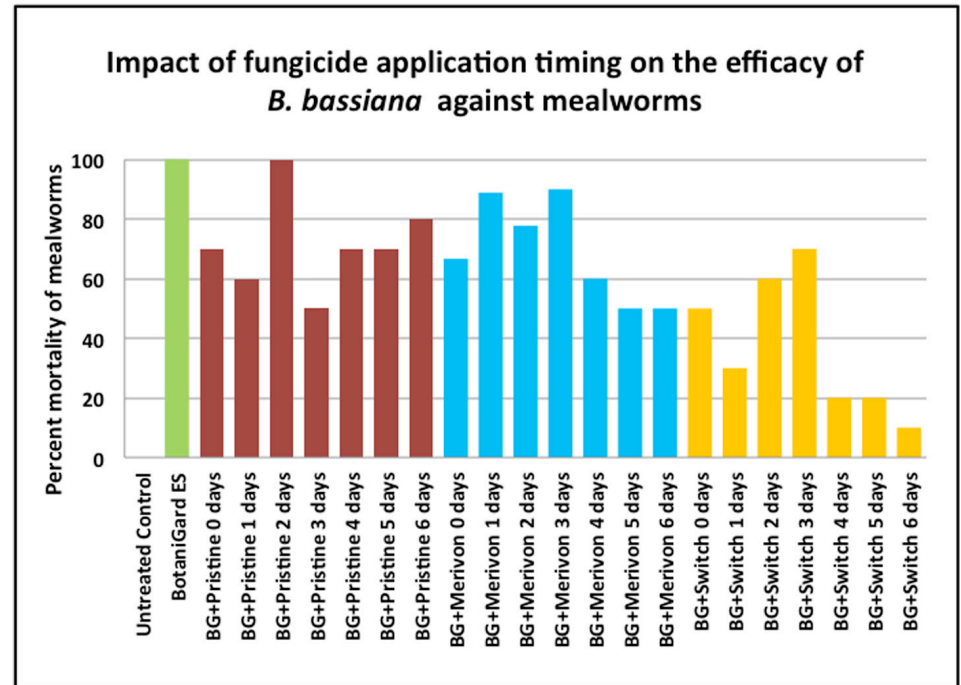 Impact of fungicide application timing on the efficacy of
B. bassiana against mealworms
Percent mortality of mealworms
100
80
60
40
20
0
Untreated Control
BotaniGard ES
BG+Pristine 0 days
BG+Pristine 1 days
BG+Pristine 2 days
BG+Pristine 3 days
BG+Pristine 4 days
BG+Pristine 5 days
BG+Pristine 6 days
BG+Merivon 0 days
BG+Merivon 1 days
BG+Merivon 2 days
BG+Merivon 3 days
BG+Merivon 4 days
BG+Merivon 5 days
BG+Merivon 6 days
BG+Switch 0 days
BG+Switch 1 days
BG+Switch 2 days
BG+Switch 3 days
BG+Switch 4 days
BG+Switch 5 days
BG+Switch 6 days